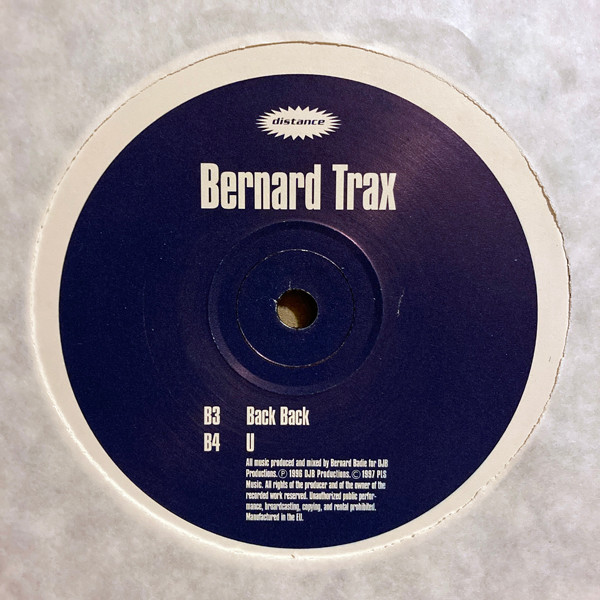 distance
Bernard Trax
B3 Back Back
B4 U
All music produced and mixed by Bernard Badie for DJB
Productions. Ⓟ 1996 DJB Productions. © 1997 PLS
Music. All rights of the producer and of the owner of the
recorded work reserved. Unauthorized public perfor-
mance, broardcasting, copying, and rental prohibited.
Manufactured in the EU.